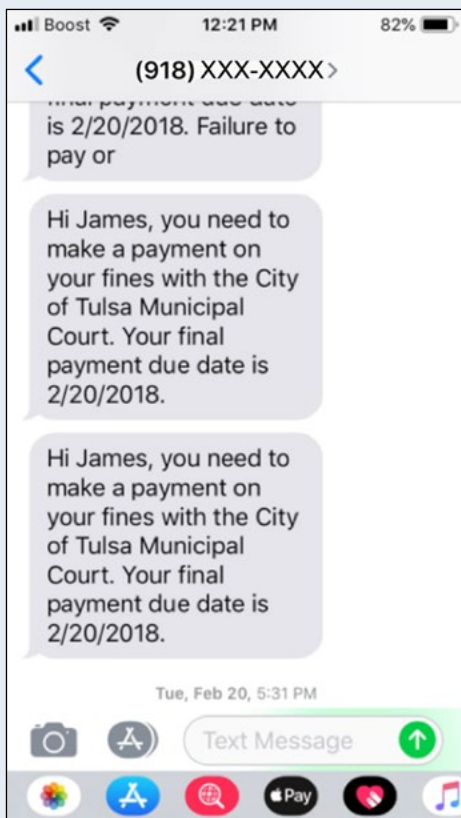 Boost 12:21 PM 82%
(918) XXX-XXXX >
final payment due date
is 2/20/2018. Failure to
pay or
Hi James, you need to
make a payment on
your fines with the City
of Tulsa Municipal
Court. Your final
payment due date is
2/20/2018.
Hi James, you need to
make a payment on
your fines with the City
of Tulsa Municipal
Court. Your final
payment due date is
2/20/2018.
Tue, Feb 20, 5:31 PM
Text Message
Pay